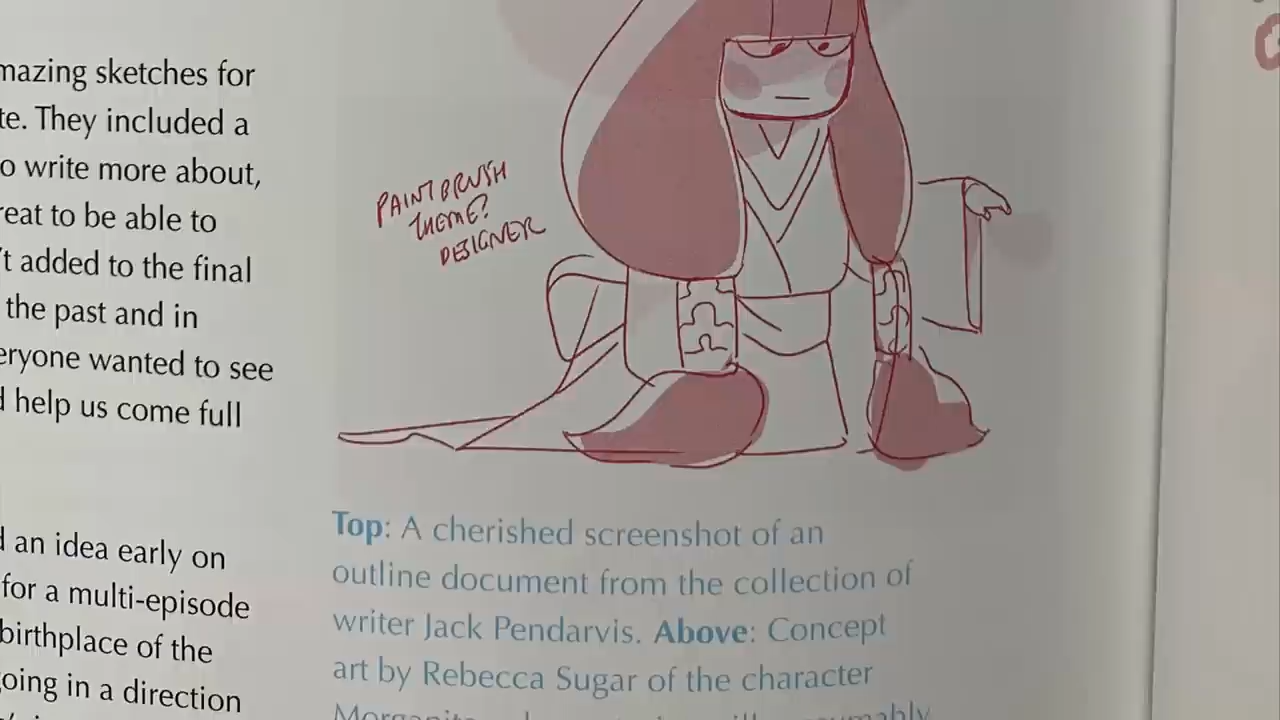 mazing sketches for
te. They included a
o write more about,
reat to be able to
't added to the final
the past and in
eryone wanted to see
d help us come full
d an idea early on
for a multi-episode
birthplace of the
going in a direction
PAINTBRUSH
THEME?
DESIGNER
Top: A cherished screenshot of an
outline document from the collection of
writer Jack Pendarvis. Above: Concept
art by Rebecca Sugar of the character